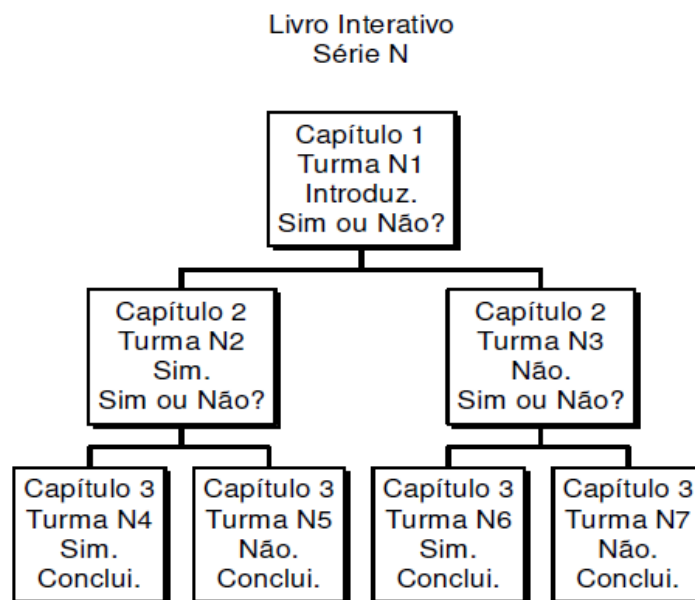 Livro Interativo
Série N
Capítulo 1
Turma N1
Introduz.
Sim ou Não?
Capítulo 2
Turma N2
Sim.
Sim ou Não?
Capítulo 2
Turma N3
Não.
Sim ou Não?
Capítulo 3
Turma N4
Sim.
Conclui.
Capítulo 3
Turma N5
Não.
Conclui.
Capítulo 3
Turma N6
Sim.
Conclui.
Capítulo 3
Turma N7
Não.
Conclui.